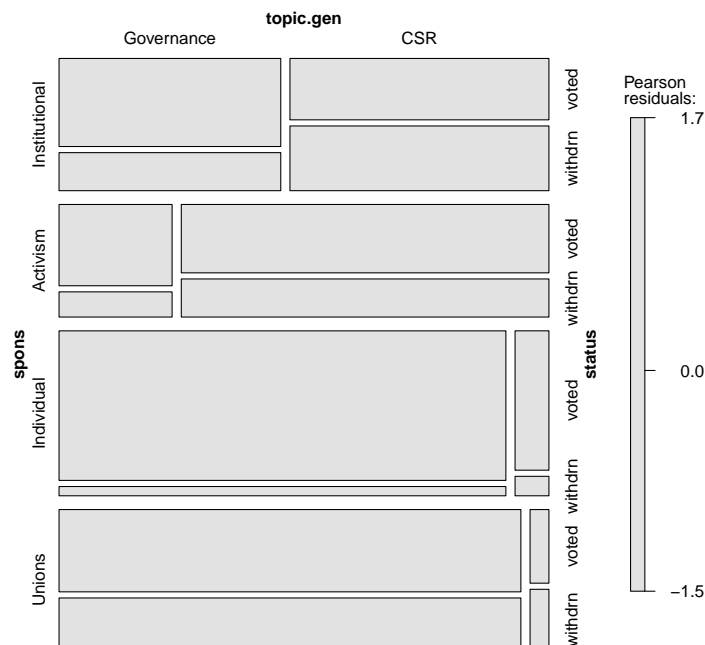 topic.gen
Governance CSR
Pearson
residuals:
1.7
0.0
−1.5
spons
status
Institutional
voted
withdrn
Activism
voted
withdrn
Individual
voted
withdrn
Unions
voted
withdrn